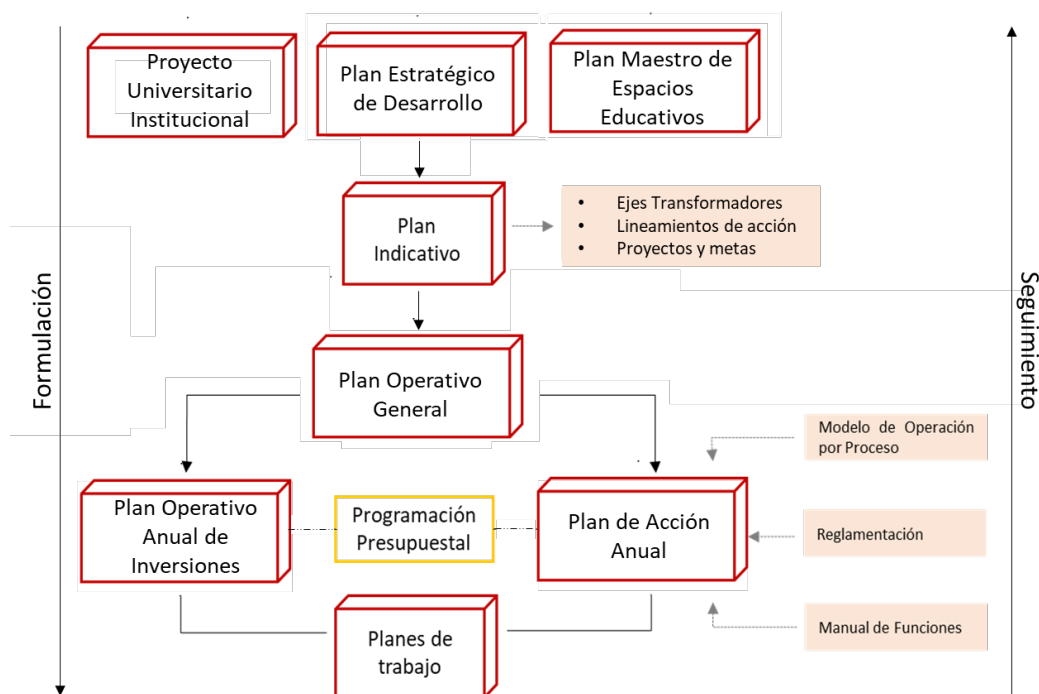 Proyecto
Universitario
Institucional
Plan Estratégico
de Desarrollo
Plan Maestro de
Espacios
Educativos
Plan
Indicativo
• Ejes Transformadores
• Lineamientos de acción
• Proyectos y metas
Formulación
Seguimiento
Plan Operativo
General
Modelo de Operación
por Proceso
Plan Operativo
Anual de
Inversiones
Programación
Presupuestal
Plan de Acción
Anual
Reglamentación
Planes de
trabajo
Manual de Funciones